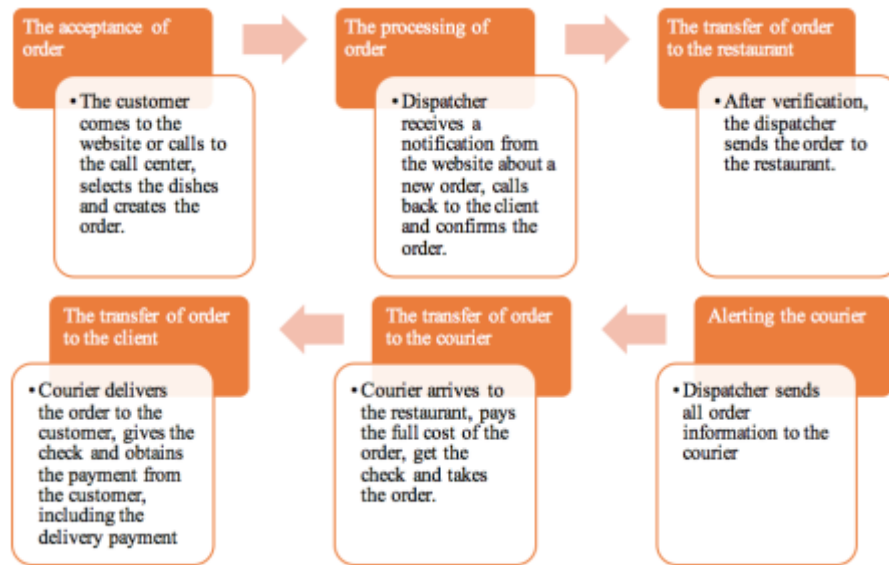 The acceptance of
order
• The customer
comes to the
website or calls to
the call center,
selects the dishes
and creates the
order.
The processing of
order
• Dispatcher
receives a
notification from
the website about a
new order, calls
back to the client
and confirms the
order.
The transfer of order
to the restaurant
• After verification,
the dispatcher
sends the order to
the restaurant.
Alerting the courier
• Dispatcher sends
all order
information to the
courier
The transfer of order
to the courier
• Courier arrives to
the restaurant, pays
the full cost of the
order, get the
check and takes
the order.
The transfer of order
to the client
• Courier delivers
the order to the
customer, gives the
check and obtains
the payment from
the customer,
including the
delivery payment